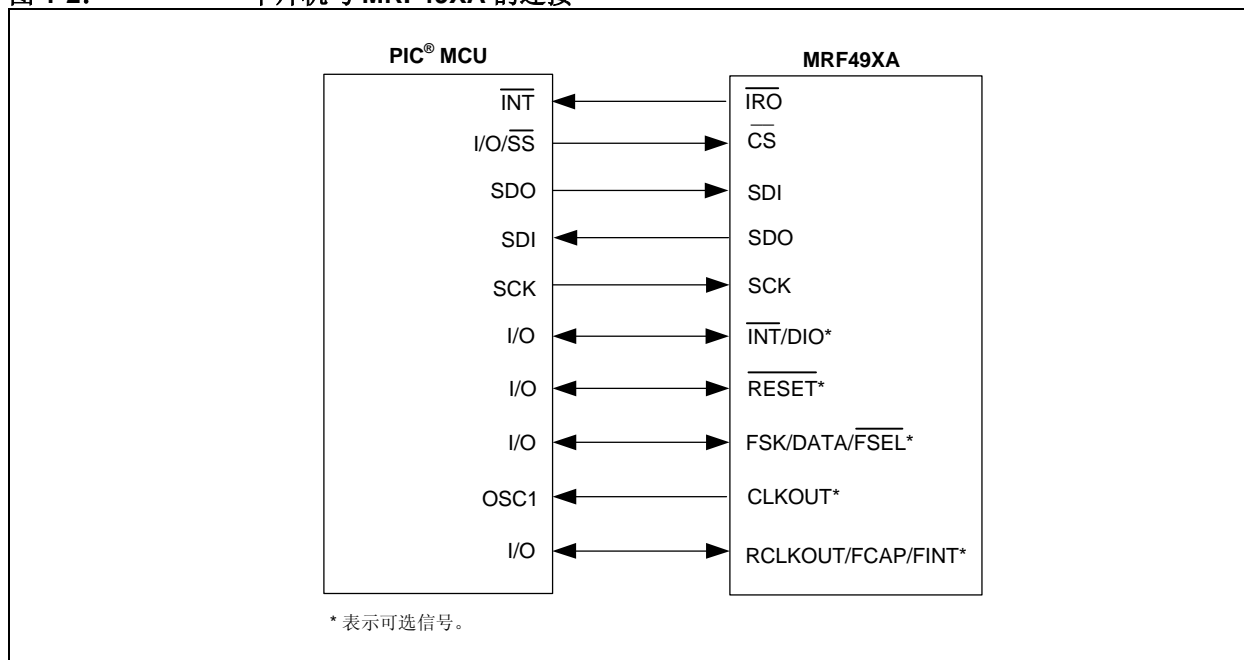 PIC® MCU
MRF49XA
INT
IRO
I/O/SS
CS
SDO
SDI
SDI
SDO
SCK
SCK
I/O
INT/DIO*
I/O
RESET*
I/O
FSK/DATA/FSEL*
OSC1
CLKOUT*
I/O
RCLKOUT/FCAP/FINT*
* 表示可选信号。